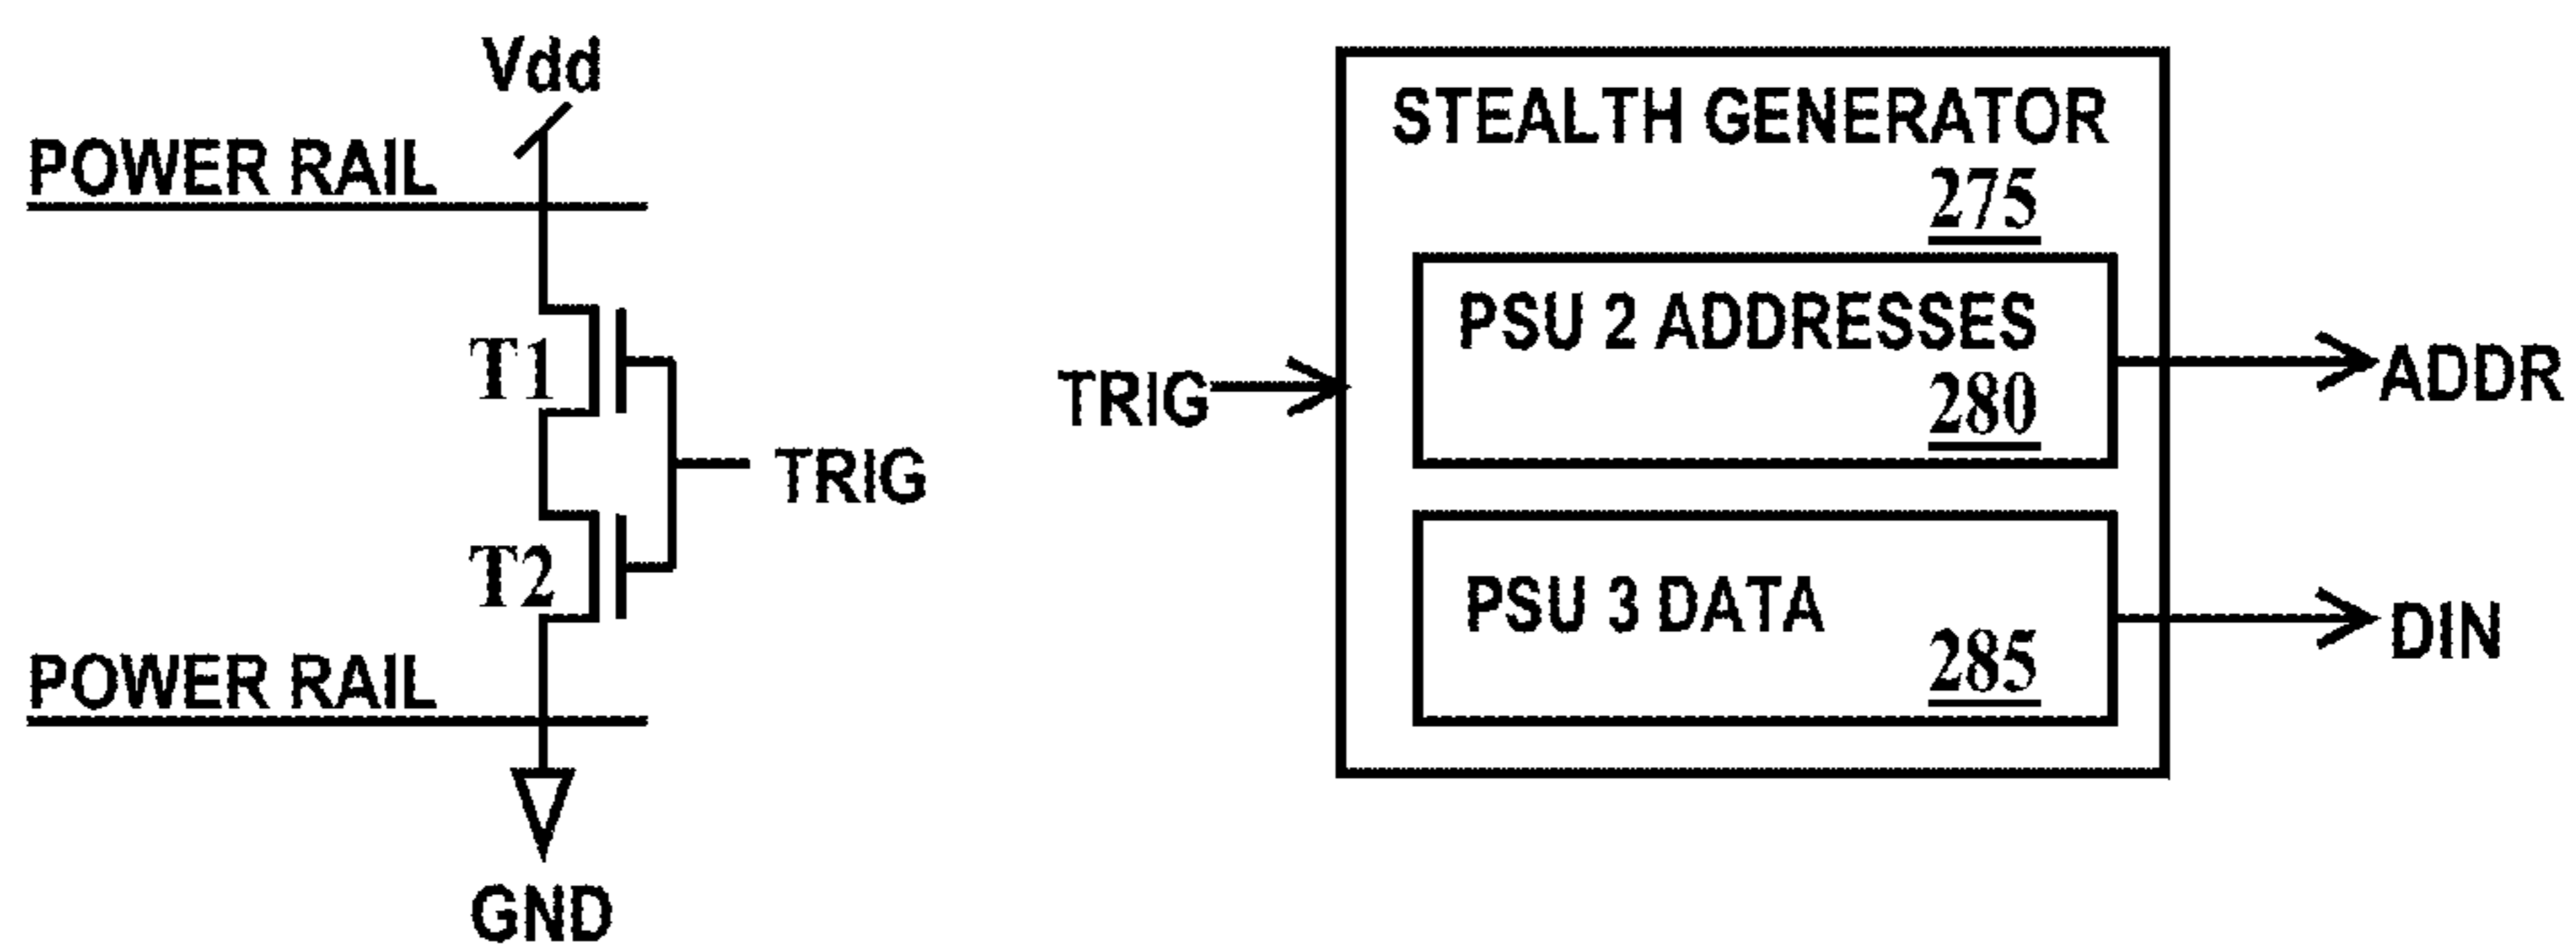 Vdd
POWER RAIL
T1
TRIG
T2
POWER RAIL
GND
STEALTH GENERATOR
275
PSU 2 ADDRESSES
280
TRIG
ADDR
PSU 3 DATA
285
DIN